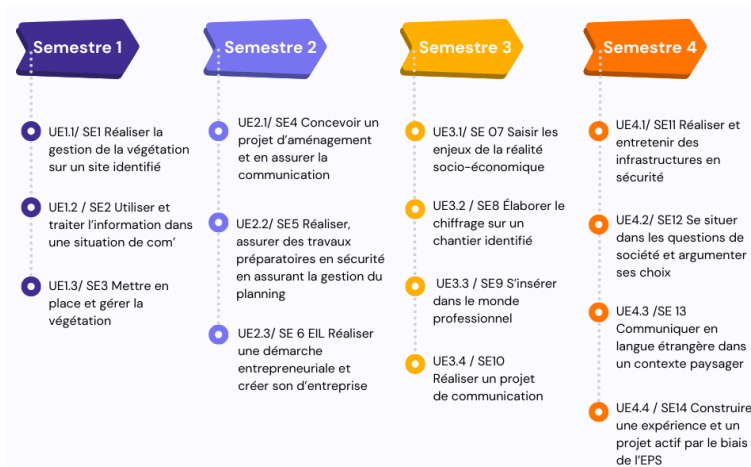 Semestre 1
UE1.1/ SE1 Réaliser la
gestion de la végétation
sur un site identifié
UE1.2 / SE2 Utiliser et
traiter l'information dans
une situation de com'
UE1.3/ SE3 Mettre en
place et gérer la
végétation
Semestre 2
UE2.1/ SE4 Concevoir un
projet d'aménagement
et en assurer la
communication
UE2.2/ SE5 Réaliser,
assurer des travaux
préparatoires en sécurité
en assurant la gestion du
planning
UE2.3/ SE 6 EIL Réaliser
une démarche
entrepreneuriale et
créer son d'entreprise
Semestre 3
UE3.1/ SE 07 Saisir les
enjeux de la réalité
socio-économique
UE3.2 / SE8 Élaborer le
chiffrage sur un
chantier identifié
UE3.3 / SE9 S'insérer
dans le monde
professionnel
UE3.4 / SE10
Réaliser un projet
de communication
Semestre 4
UE4.1/ SE11 Réaliser et
entretenir des
infrastructures en
sécurité
UE4.2/ SE12 Se situer
dans les questions de
société et argumenter
ses choix
UE4.3 /SE 13
Communiquer en
langue étrangère dans
un contexte paysager
UE4.4 / SE14 Construire
une expérience et un
projet actif par le biais
de l'EPS